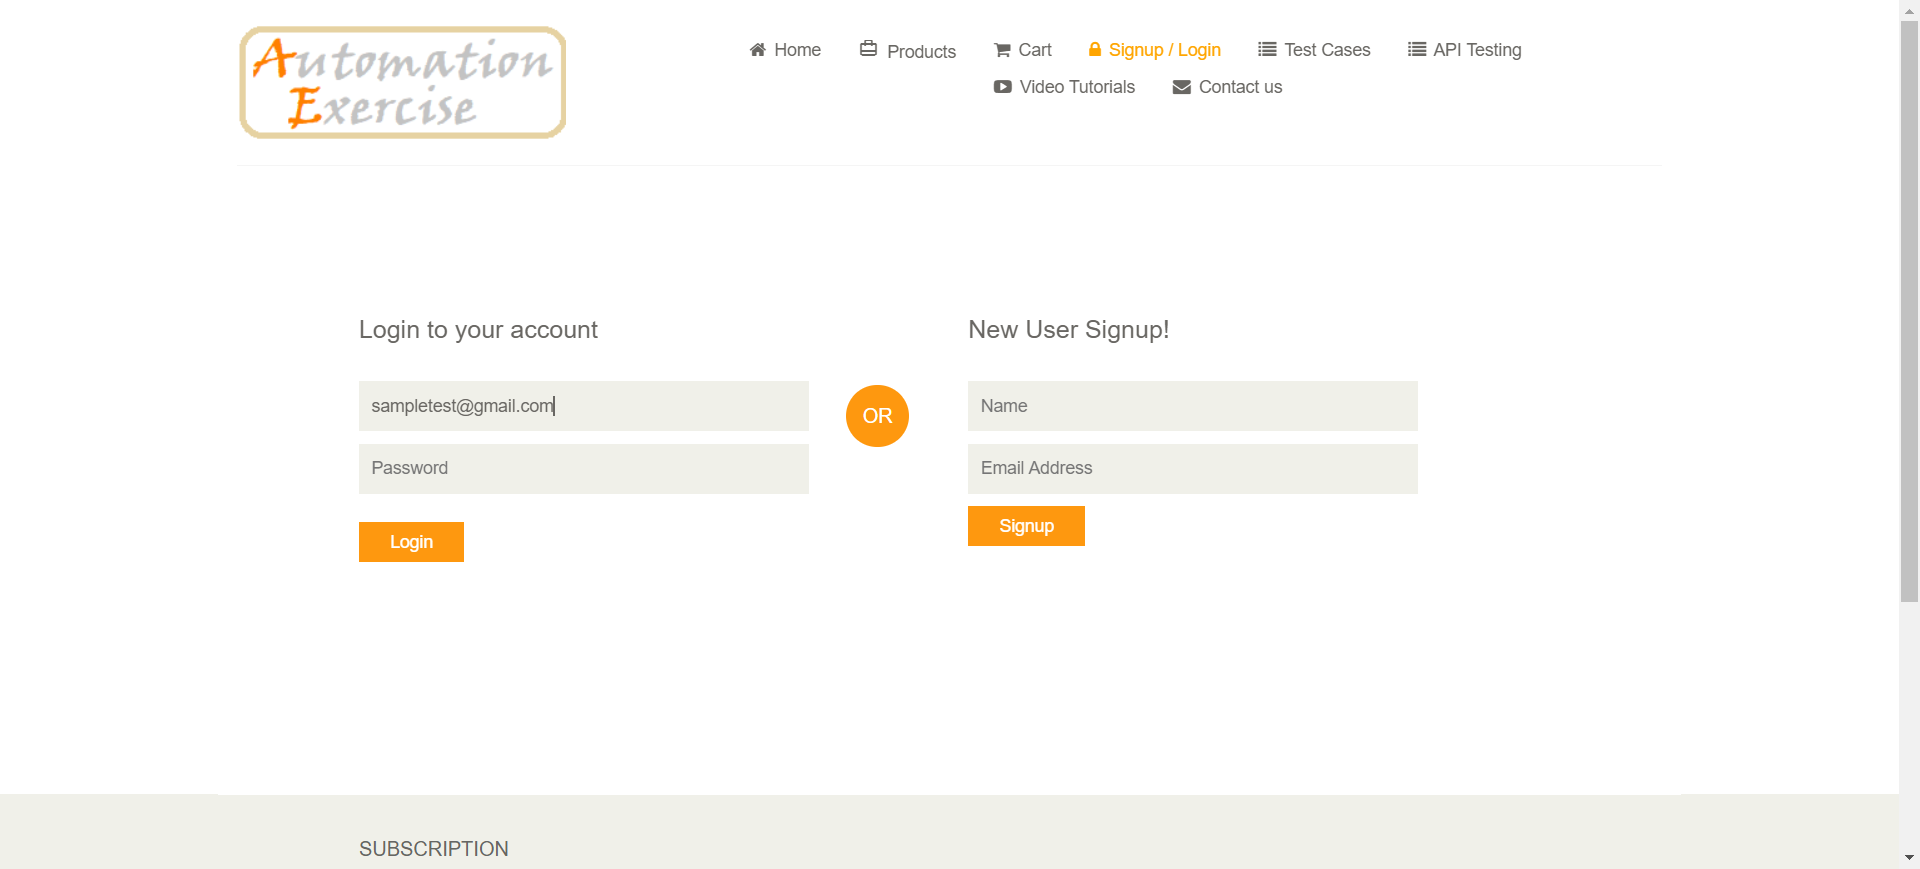 Automation
Exercise
Home Products Cart Signup / Login Test Cases API Testing
Video Tutorials Contact us
Login to your account
sampletest@gmail.com
Password
Login
OR
New User Signup!
Name
Email Address
Signup
SUBSCRIPTION